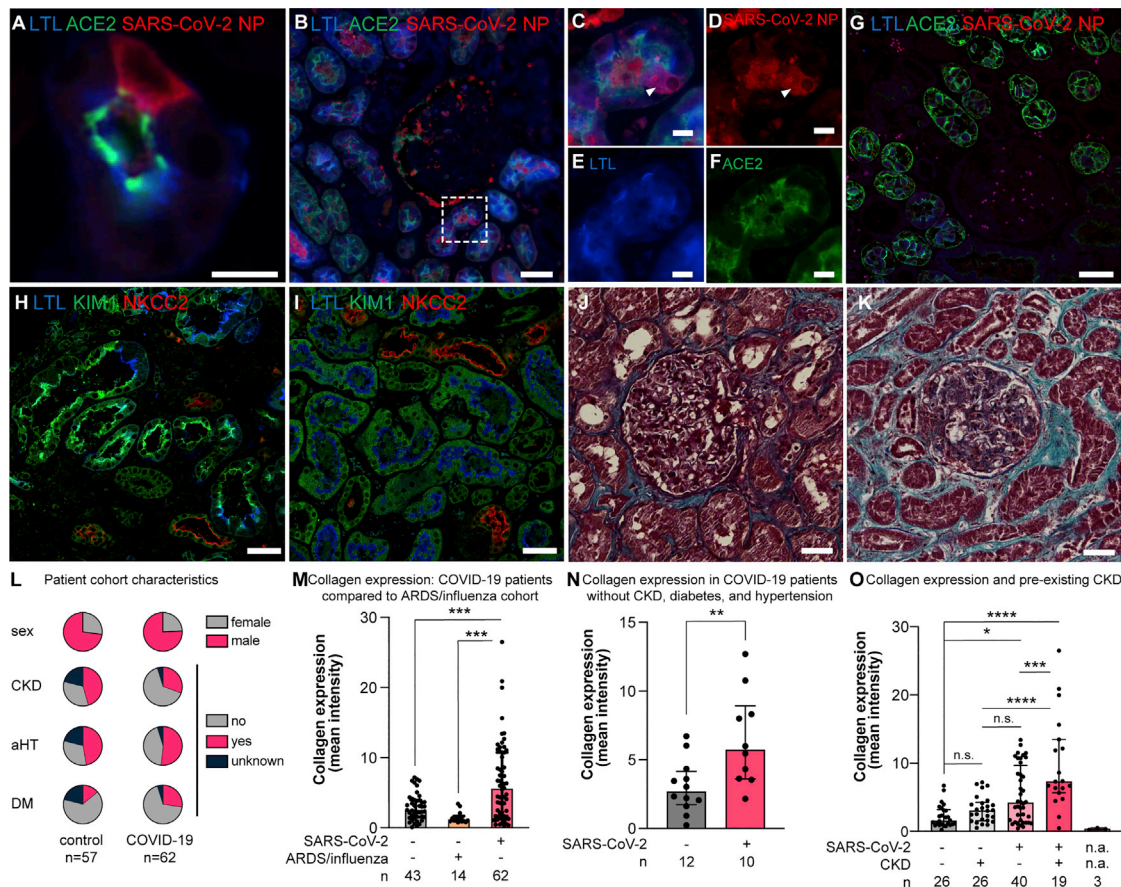 A LTL ACE2 SARS-CoV-2 NP
B LTL ACE2 SARS-CoV-2 NP
C
D SARS-CoV-2 NP
E LTL
F ACE2
G LTL ACE2 SARS-CoV-2 NP
H LTL KIM1 NKCC2
I LTL KIM1 NKCC2
J
K
L Patient cohort characteristics
sex
female
male
CKD
aHT
DM
no
yes
unknown
control COVID-19
n=57 n=62
M Collagen expression: COVID-19 patients
compared to ARDS/influenza cohort
***
***
Collagen expression
(mean intensity)
30
20
10
0
SARS-CoV-2 - - +
ARDS/influenza - + -
n 43 14 62
N Collagen expression in COVID-19 patients
without CKD, diabetes, and hypertension
**
Collagen expression
(mean intensity)
15
10
5
0
SARS-CoV-2 - +
n 12 10
O Collagen expression and pre-existing CKD
****
*
***
****
n.s.
n.s.
Collagen expression
(mean intensity)
30
20
10
0
SARS-CoV-2 - - + + n.a.
CKD - + - + n.a.
n 26 26 40 19 3